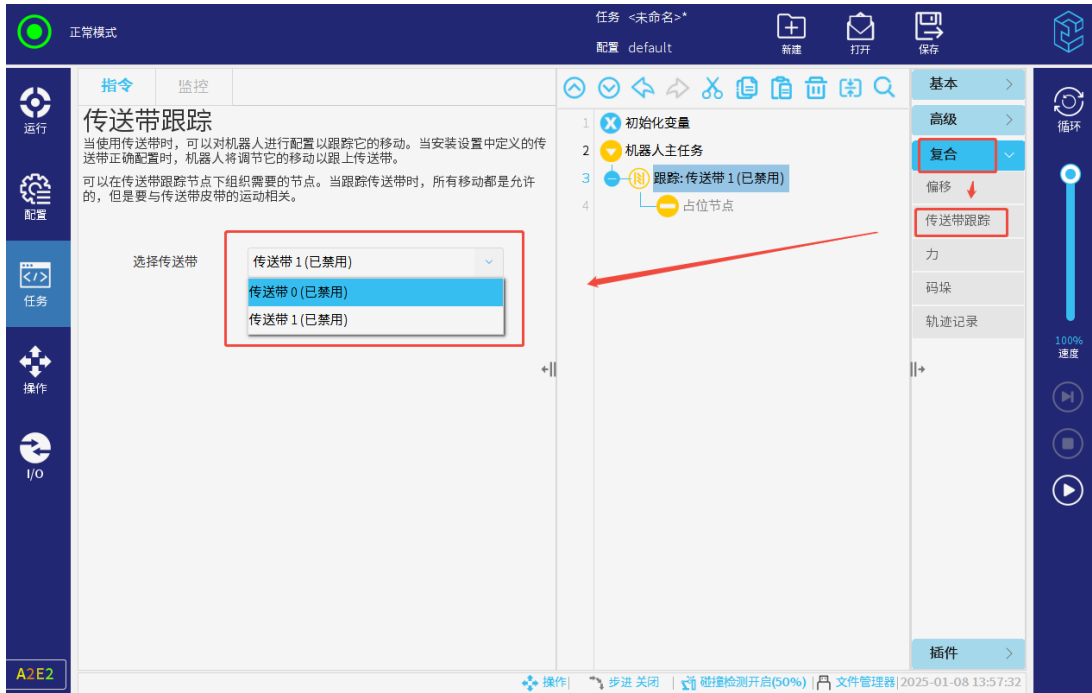 正常模式
任务 <未命名>*
配置 default
新建
打开
保存
运行
配置
任务
操作
I/O
A2E2
指令
监控
传送带跟踪
当使用传送带时，可以对机器人进行配置以跟踪它的移动。当安装设置中定义的传
送带正确配置时，机器人将调节它的移动以跟上传送带。
可以在传送带跟踪节点下组织需要的节点。当跟踪传送带时，所有移动都是允许
的，但是要与传送带皮带的运动相关。
选择传送带
传送带 1 (已禁用)
传送带 0 (已禁用)
传送带 1 (已禁用)
1 初始化变量
2 机器人主任务
3 跟踪: 传送带 1 (已禁用)
4 占位节点
基本
高级
复合
偏移
传送带跟踪
力
码垛
轨迹记录
插件
循环
100%
速度
操作| 步进 关闭 | 碰撞检测开启(50%) | 文件管理器| 2025-01-08 13:57:32